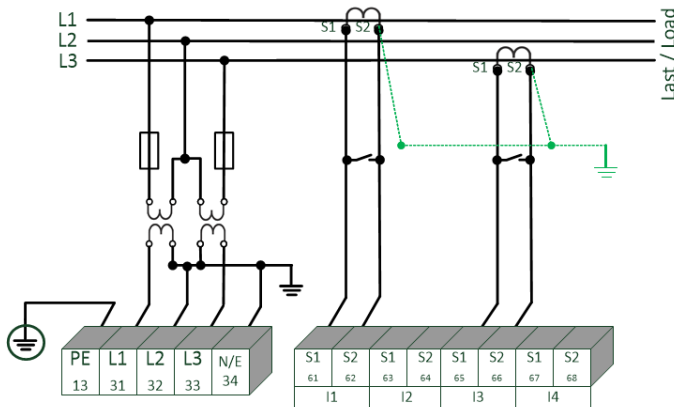 L1
L2
L3
S1 S2
S1 S2
Last / Load
PE L1 L2 L3 N/E
13 31 32 33 34
S1 S2 S1 S2 S1 S2 S1 S2
61 62 63 64 65 66 67 68
I1 I2 I3 I4